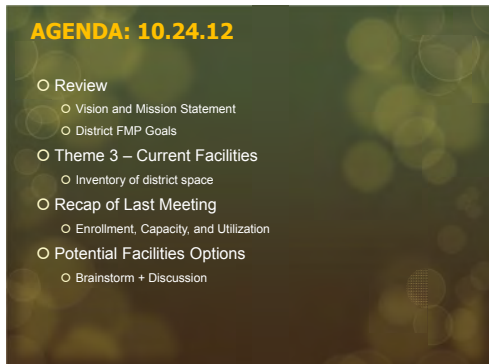 AGENDA: 10.24.12
Review
Vision and Mission Statement
District FMP Goals
Theme 3 – Current Facilities
Inventory of district space
Recap of Last Meeting
Enrollment, Capacity, and Utilization
Potential Facilities Options
Brainstorm + Discussion